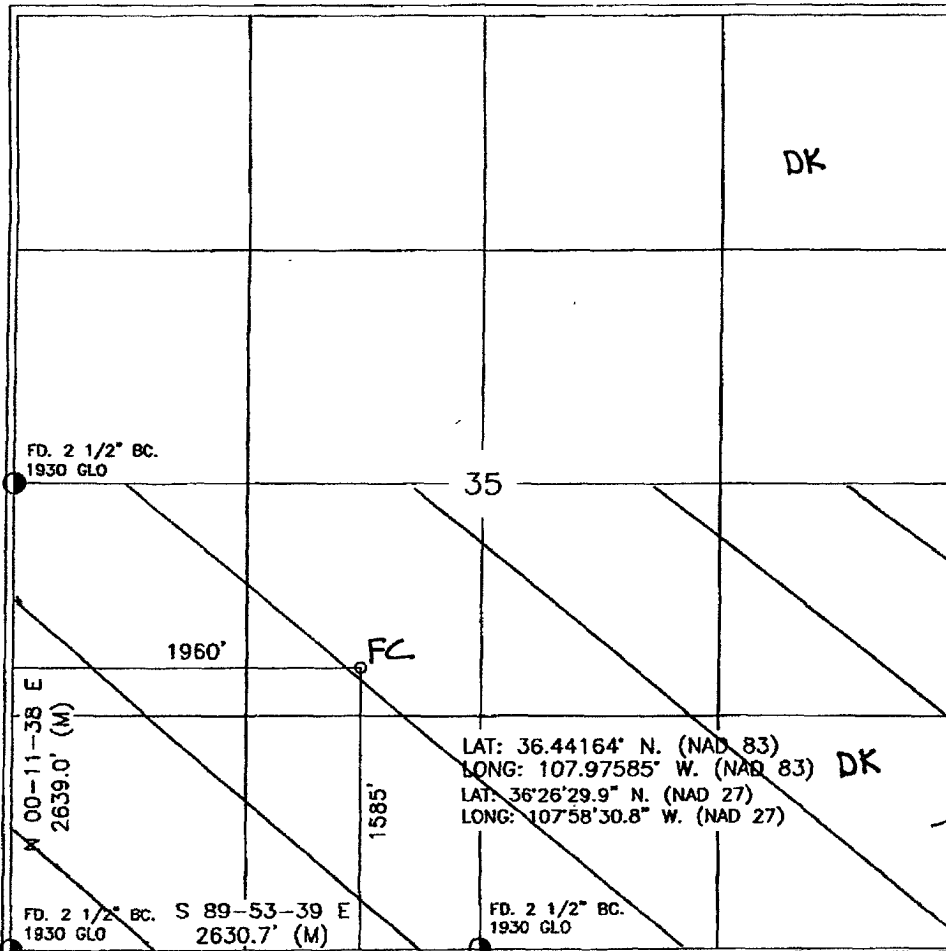 DK
FD. 2 1/2" BC.
1930 GLO
35
1960'
FC
N 00-11-38 E
2639.0' (M)
1585'
LAT: 36.44164° N. (NAD 83)
LONG: 107.97585° W. (NAD 83)
DK
LAT: 36°26'29.9" N. (NAD 27)
LONG: 107°58'30.8" W. (NAD 27)
FD. 2 1/2" BC.
1930 GLO
S 89-53-39 E
2630.7' (M)
FD. 2 1/2" BC.
1930 GLO